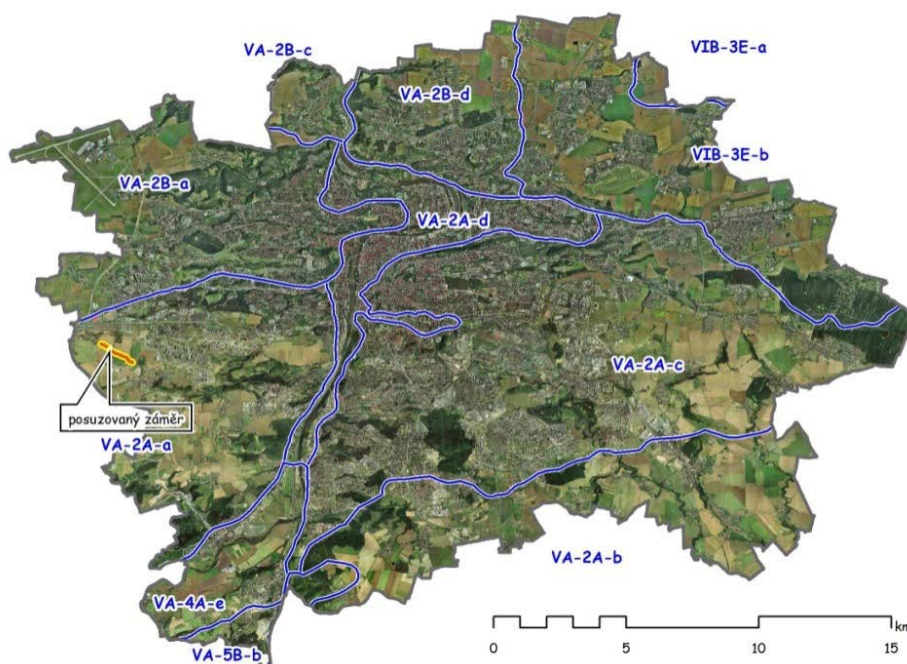 VA-2B-c
VIB-3E-a
VA-2B-d
VIB-3E-b
VA-2B-a
VA-2A-d
VA-2A-c
posuzovaný záměr
VA-2A-a
VA-2A-b
VA-4A-e
VA-5B-b
km
0 5 10 15